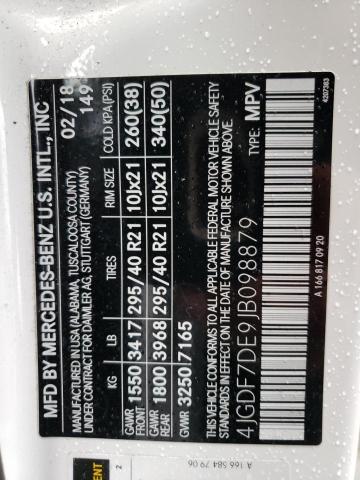 MFD BY MERCEDES-BENZ U.S. INTL., INC
MANUFACTURED IN USA (ALABAMA, TUSCALOOSA COUNTY) 02/18
UNDER CONTRACT FOR DAIMLER AG, STUTTGART (GERMANY) 149
KG LB TIRES RIM SIZE COLD KPA(PSI)
GAWR FRONT 1550 3417 295/40 R21 10Jx21 260(38)
GAWR REAR 1800 3968 295/40 R21 10Jx21 340(50)
GVWR 3250 7165
THIS VEHICLE CONFORMS TO ALL APPLICABLE FEDERAL MOTOR VEHICLE SAFETY
STANDARDS IN EFFECT ON THE DATE OF MANUFACTURE SHOWN ABOVE.
4JGDF7DE9JB098879 TYPE: MPV
A 166 817 09 20
4207383
2
A 166 584 79 06